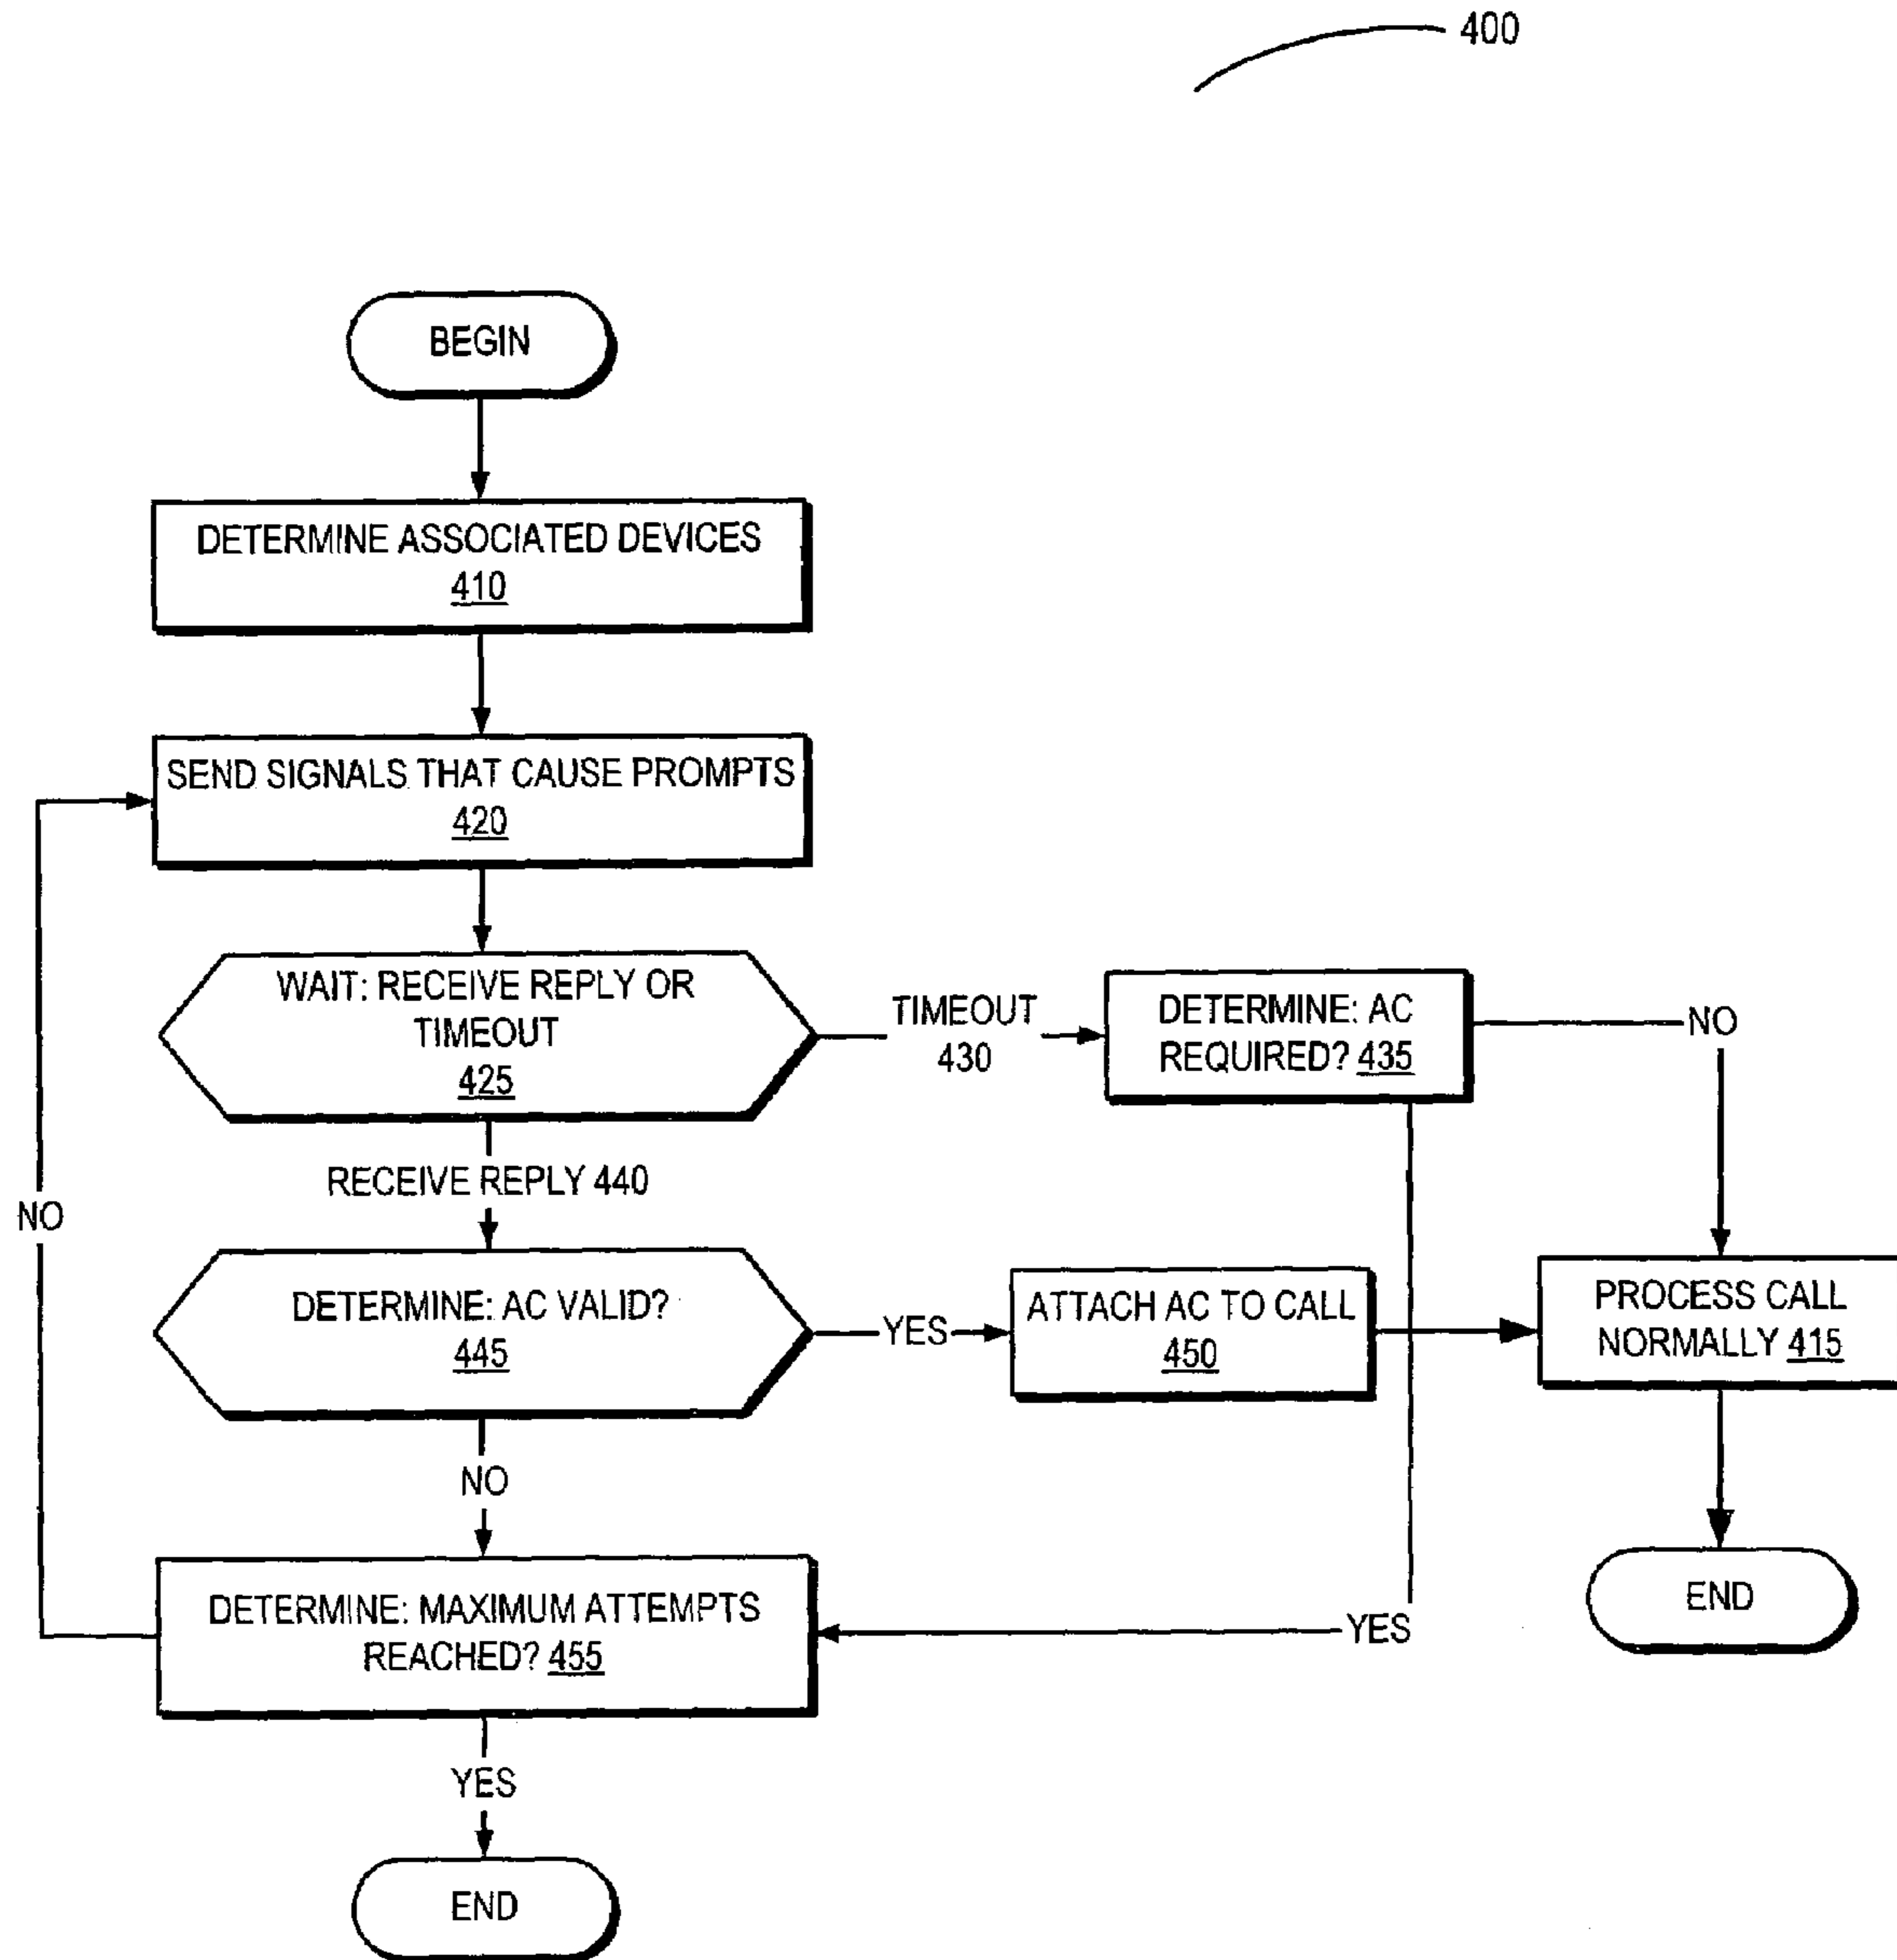 400
BEGIN
DETERMINE ASSOCIATED DEVICES
410
SEND SIGNALS THAT CAUSE PROMPTS
420
WAIT: RECEIVE REPLY OR
TIMEOUT
425
TIMEOUT
430
DETERMINE: AC
REQUIRED? 435
NO
RECEIVE REPLY 440
NO
DETERMINE: AC VALID?
445
YES
ATTACH AC TO CALL
450
PROCESS CALL
NORMALLY 415
NO
DETERMINE: MAXIMUM ATTEMPTS
REACHED? 455
YES
END
YES
END